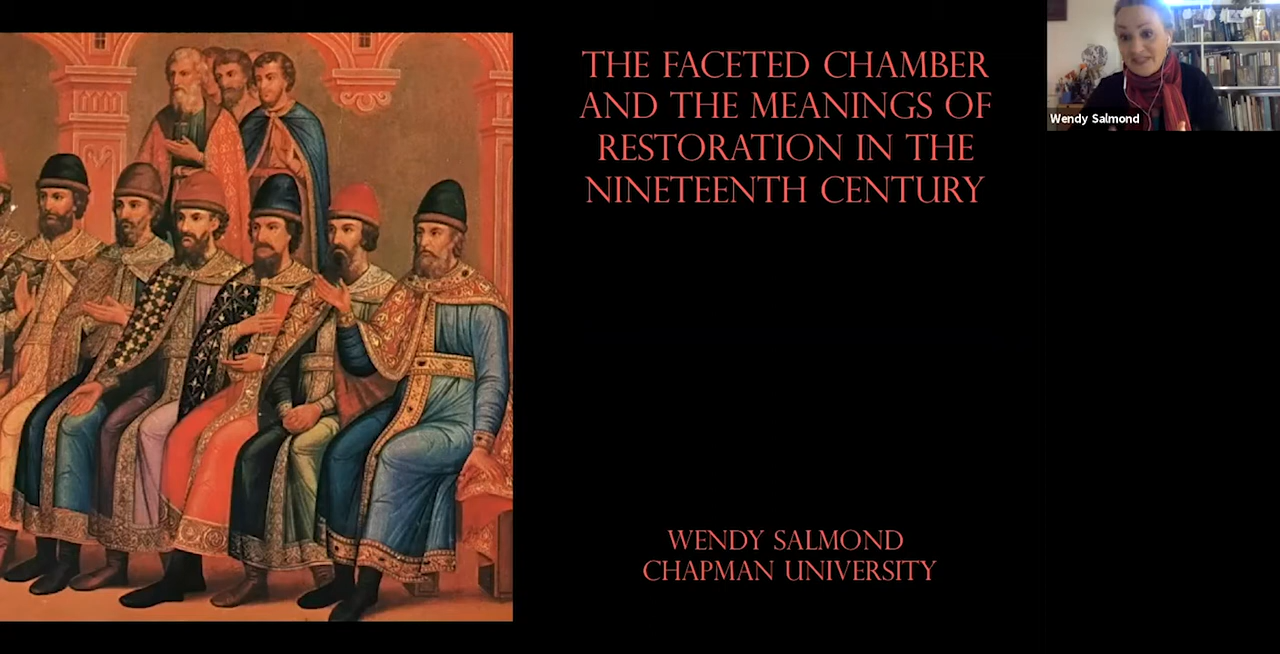 THE FACETED CHAMBER
AND THE MEANINGS OF
RESTORATION IN THE
NINETEENTH CENTURY
Wendy Salmond
WENDY SALMOND
CHAPMAN UNIVERSITY